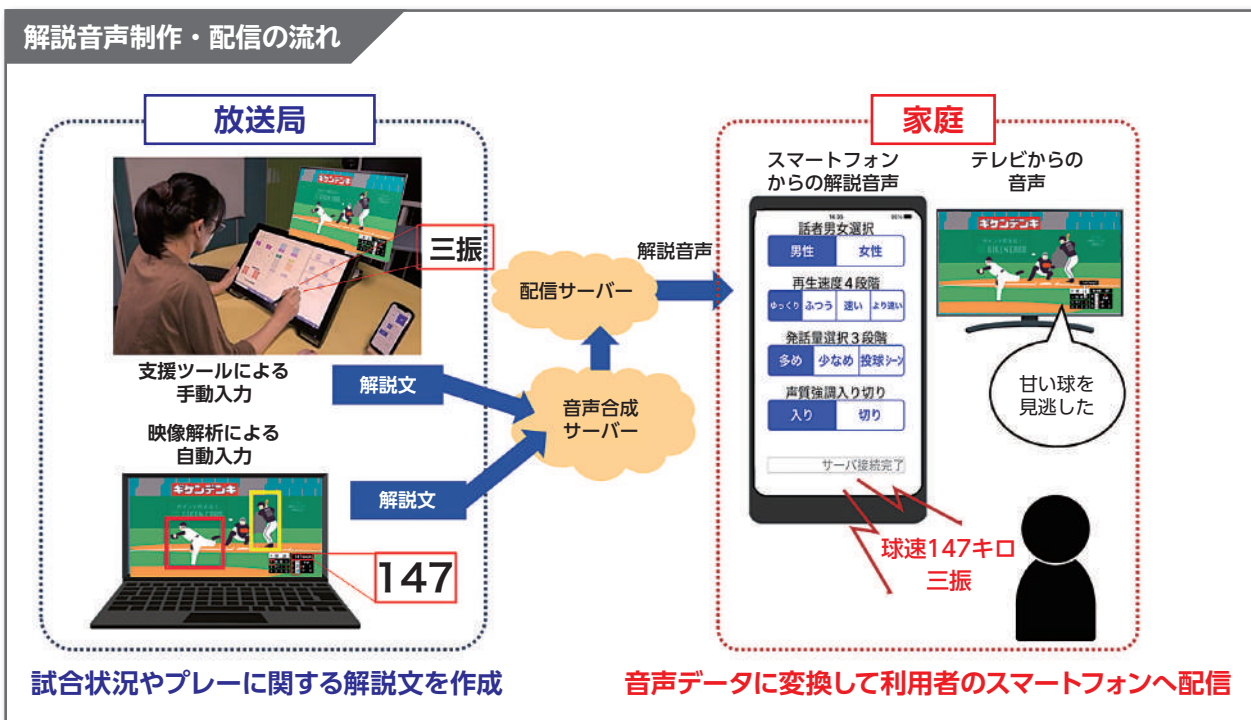 解説音声制作・配信の流れ
放送局
ギケンデンキ
三振
支援ツールによる
手動入力
解説文
映像解析による
自動入力
ギケンデンキ
解説文
147
試合状況やプレーに関する解説文を作成
配信サーバー
音声合成
サーバー
解説音声
家庭
スマートフォン
からの解説音声
話者男女選択
男性 女性
再生速度4段階
ゆっくり ふつう 速い より速い
発話量選択3段階
多め 少なめ 投球シーン
声質強調入り切り
入り 切り
サーバ接続完了
テレビからの
音声
ギケンデンキ
甘い球を
見逃した
球速147キロ
三振
音声データに変換して利用者のスマートフォンへ配信